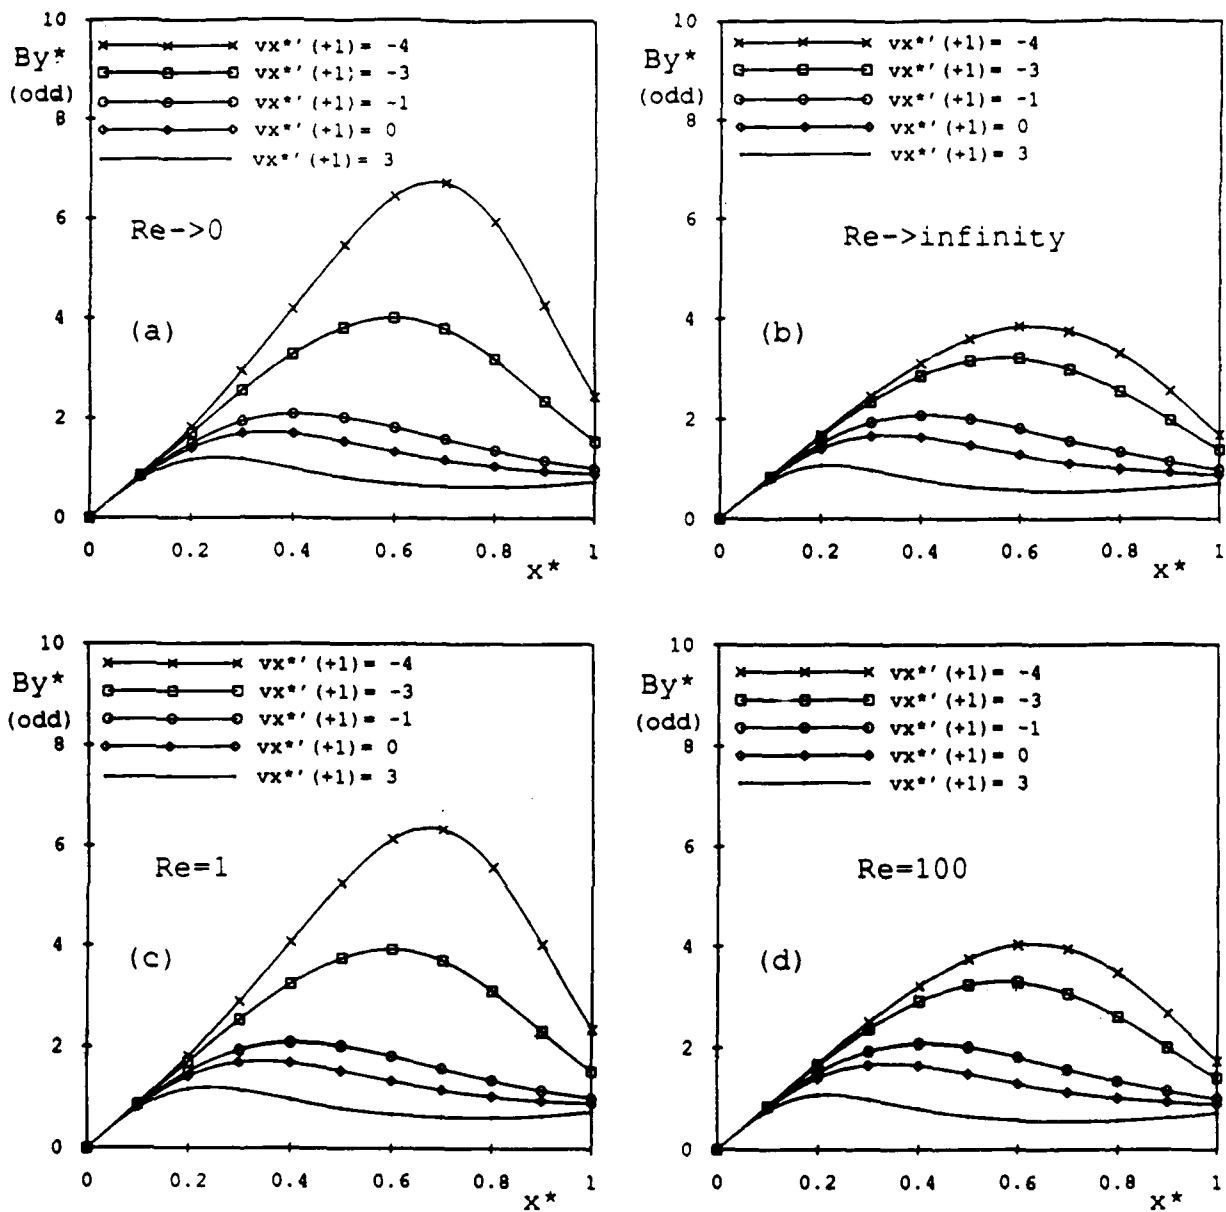 10
By*
(odd)
8
6
4
2
0
vx*'(+1)= -4
vx*'(+1)= -3
vx*'(+1)= -1
vx*'(+1)= 0
vx*'(+1)= 3
Re->0
(a)
0 0.2 0.4 0.6 0.8 1
x*
10
By*
(odd)
8
6
4
2
0
vx*'(+1)= -4
vx*'(+1)= -3
vx*'(+1)= -1
vx*'(+1)= 0
vx*'(+1)= 3
Re->infinity
(b)
0 0.2 0.4 0.6 0.8 1
x*
10
By*
(odd)
8
6
4
2
0
vx*'(+1)= -4
vx*'(+1)= -3
vx*'(+1)= -1
vx*'(+1)= 0
vx*'(+1)= 3
Re=1
(c)
0 0.2 0.4 0.6 0.8 1
x*
10
By*
(odd)
8
6
4
2
0
vx*'(+1)= -4
vx*'(+1)= -3
vx*'(+1)= -1
vx*'(+1)= 0
vx*'(+1)= 3
Re=100
(d)
0 0.2 0.4 0.6 0.8 1
x*